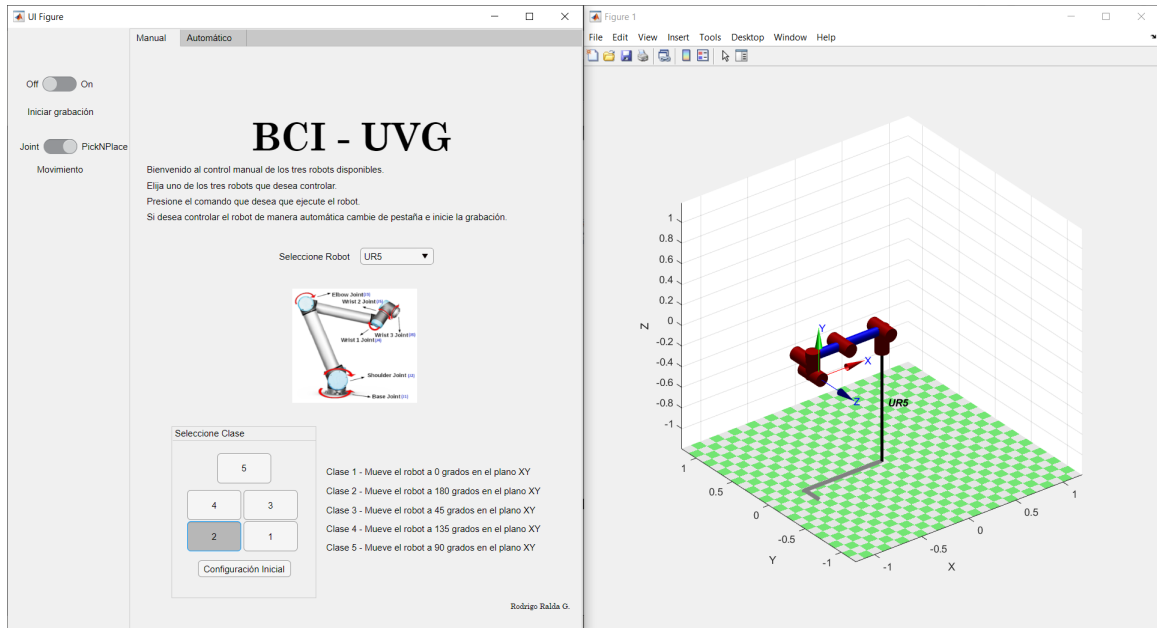 UI Figure
Manual Automático
Off On
Iniciar grabación
Joint PickNPlace
Movimiento
BCI - UVG
Bienvenido al control manual de los tres robots disponibles.
Elija uno de los tres robots que desea controlar.
Presione el comando que desea que ejecute el robot.
Si desea controlar el robot de manera automática cambie de pestaña e inicie la grabación.
Seleccione Robot UR5
Elbow Joint
Wrist 2 Joint
Wrist 3 Joint
Wrist 1 Joint
Shoulder Joint
Base Joint
Seleccione Clase
5
4 3
2 1
Configuración Inicial
Clase 1 - Mueve el robot a 0 grados en el plano XY
Clase 2 - Mueve el robot a 180 grados en el plano XY
Clase 3 - Mueve el robot a 45 grados en el plano XY
Clase 4 - Mueve el robot a 135 grados en el plano XY
Clase 5 - Mueve el robot a 90 grados en el plano XY
Rodrigo Ralda G.
Figure 1
File Edit View Insert Tools Desktop Window Help
1
0.8
0.6
0.4
0.2
0
-0.2
-0.4
-0.6
-0.8
-1
Z
Y
X
Z
UR5
1
0.5
0
-0.5
-1
Y
-1
-0.5
0
0.5
1
X